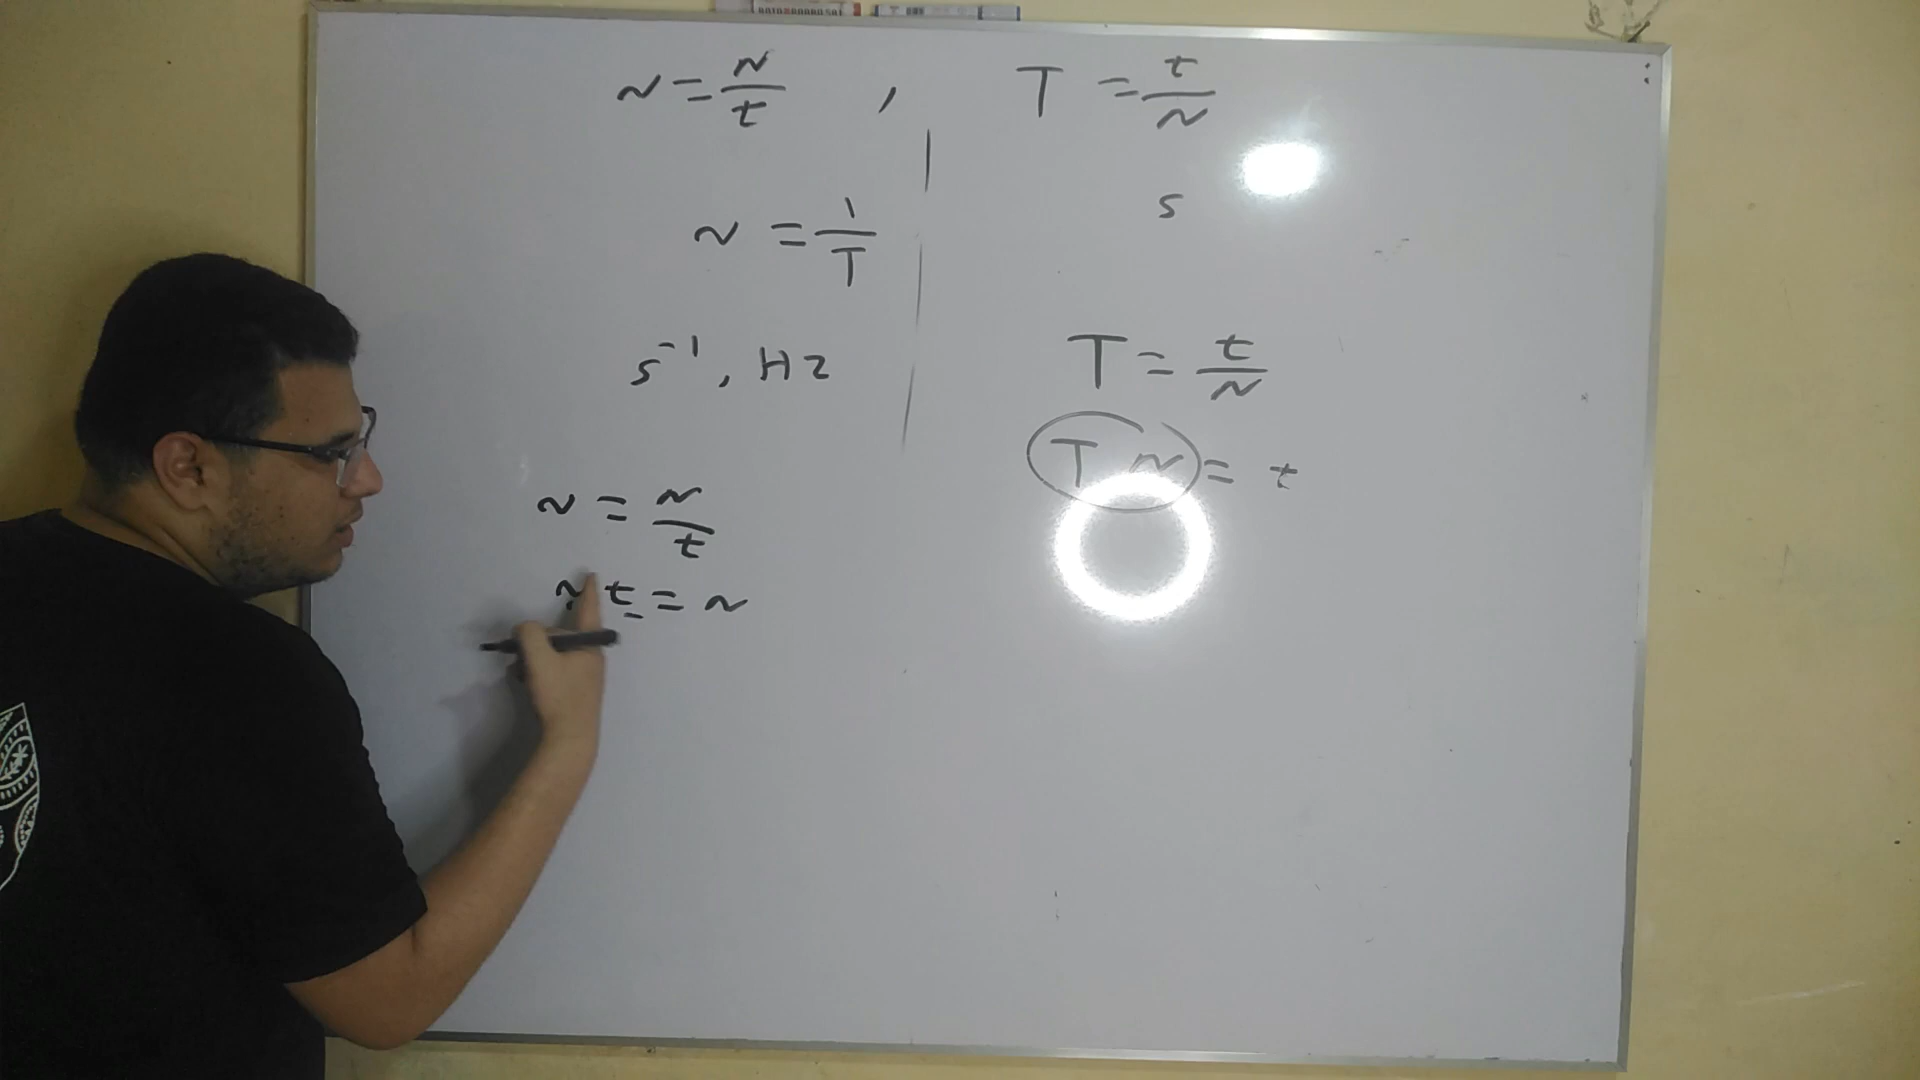 ν = N/t , T = t/N
ν = 1/T
s
s⁻¹, Hz
T = t/N
T N = t
ν = N/t
ν t = N